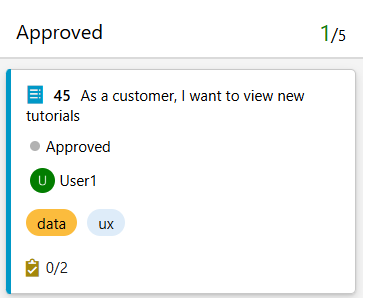 Approved 1/5
45 As a customer, I want to view new
tutorials
Approved
U User1
data ux
0/2